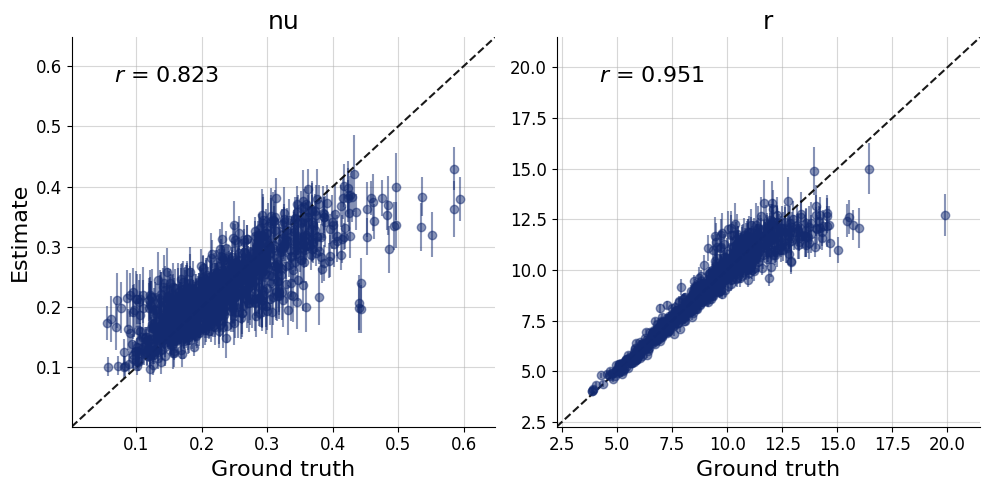 nu
r = 0.823
Estimate
0.6
0.5
0.4
0.3
0.2
0.1
0.1 0.2 0.3 0.4 0.5 0.6
Ground truth
r
r = 0.951
20.0
17.5
15.0
12.5
10.0
7.5
5.0
2.5
2.5 5.0 7.5 10.0 12.5 15.0 17.5 20.0
Ground truth